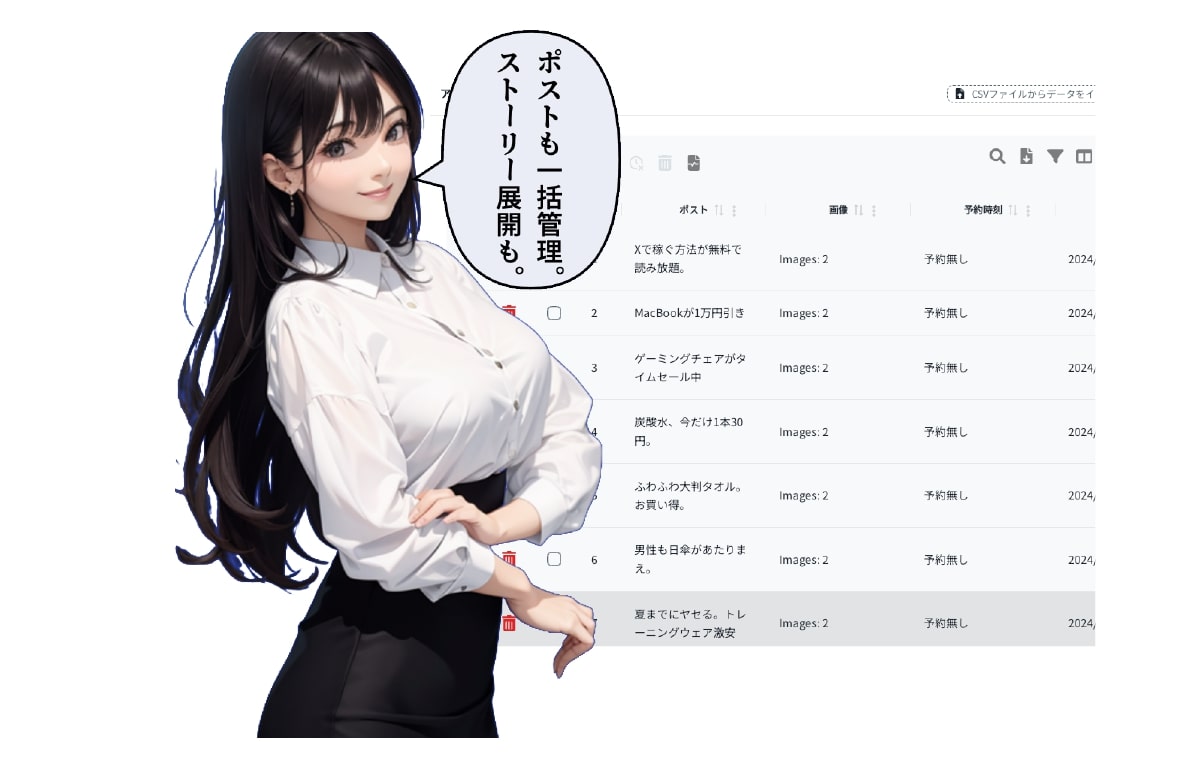 ポストも一括管理。
ストーリー展開も。
CSVファイルからデータをイ
ポスト
画像
予約時刻
Xで稼ぐ方法が無料で
読み放題。
Images: 2
予約無し
2024/
2
MacBookが1万円引き
Images: 2
予約無し
2024/
3
ゲーミングチェアがタ
イムセール中
Images: 2
予約無し
2024/
4
炭酸水、今だけ1本30
円。
Images: 2
予約無し
2024/
ふわふわ大判タオル。
お買い得。
Images: 2
予約無し
2024/
6
男性も日傘があたりま
え。
Images: 2
予約無し
2024/
夏までにヤセる。トレ
ーニングウェア激安
Images: 2
予約無し
2024/